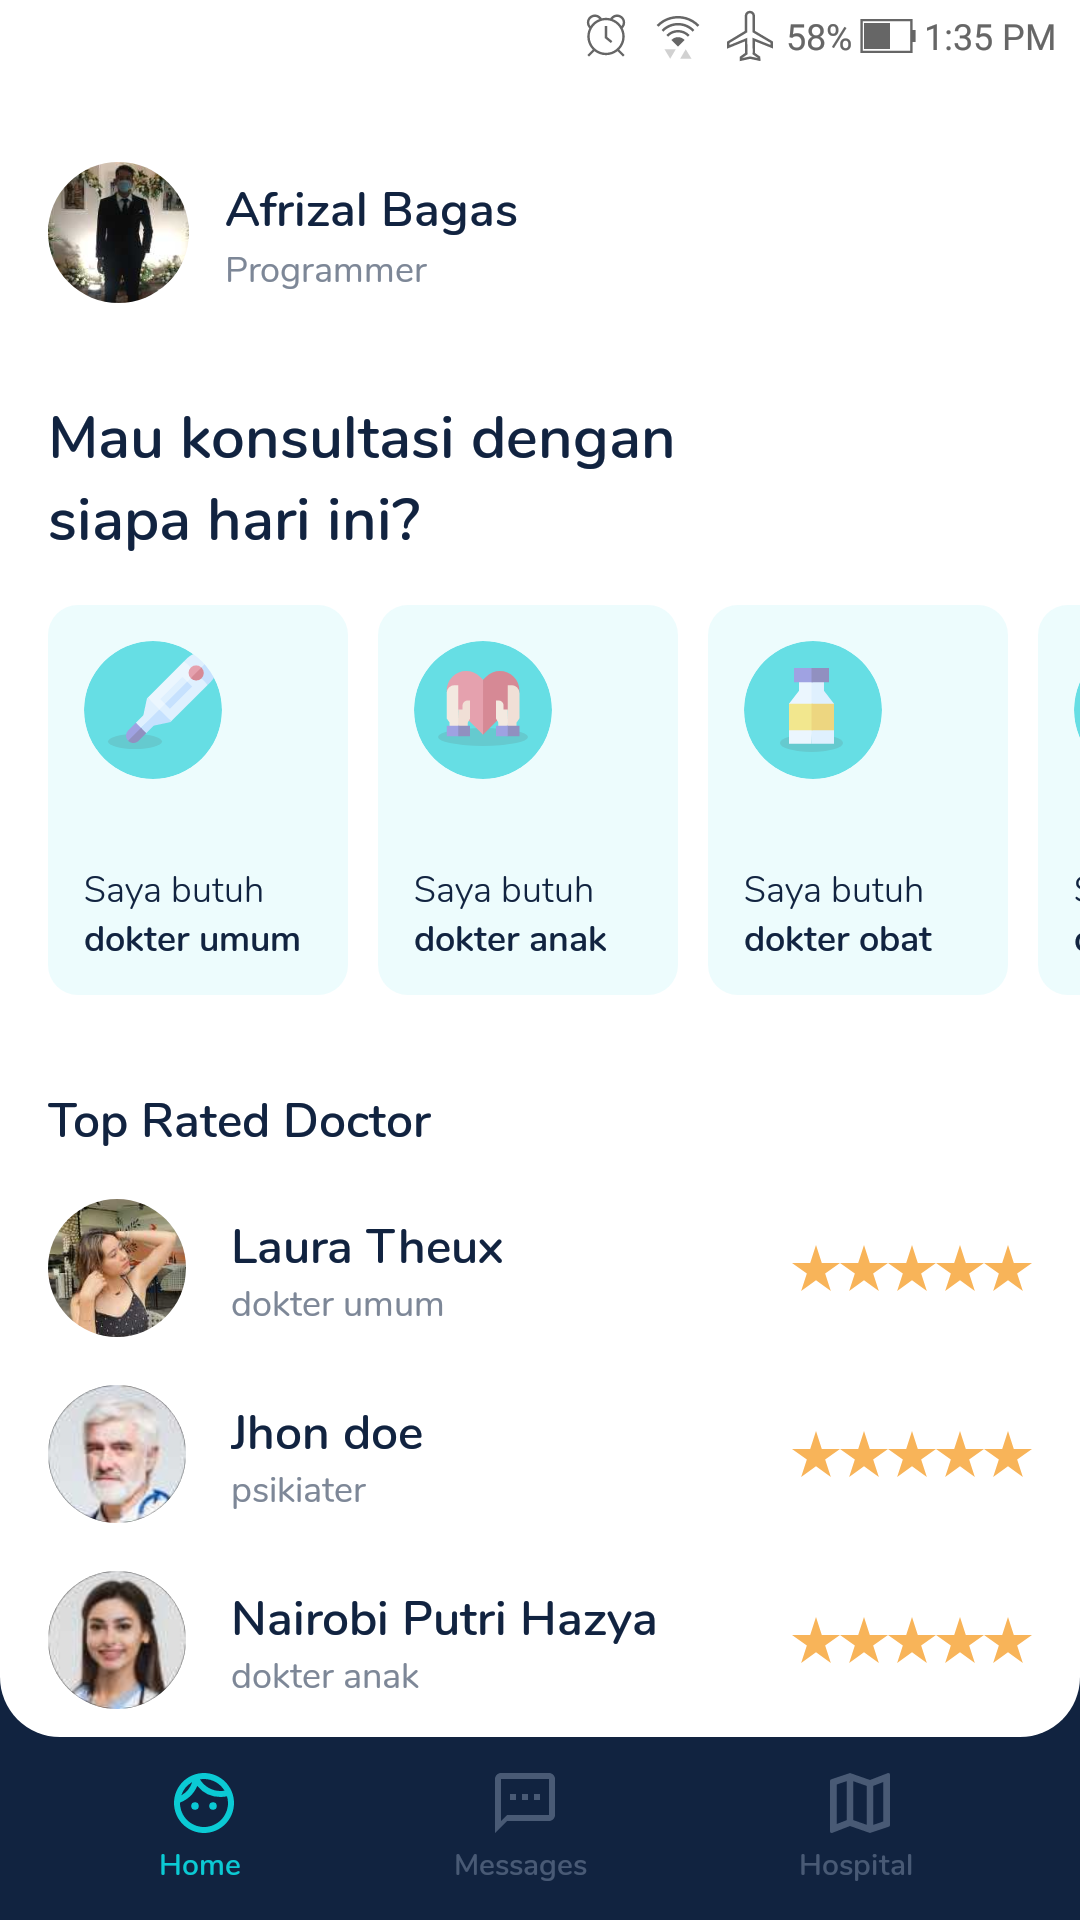 58% 1:35 PM
Afrizal Bagas
Programmer
Mau konsultasi dengan
siapa hari ini?
Saya butuh
dokter umum
Saya butuh
dokter anak
Saya butuh
dokter obat
Top Rated Doctor
Laura Theux
dokter umum
Jhon doe
psikiater
Nairobi Putri Hazya
dokter anak
Home
Messages
Hospital